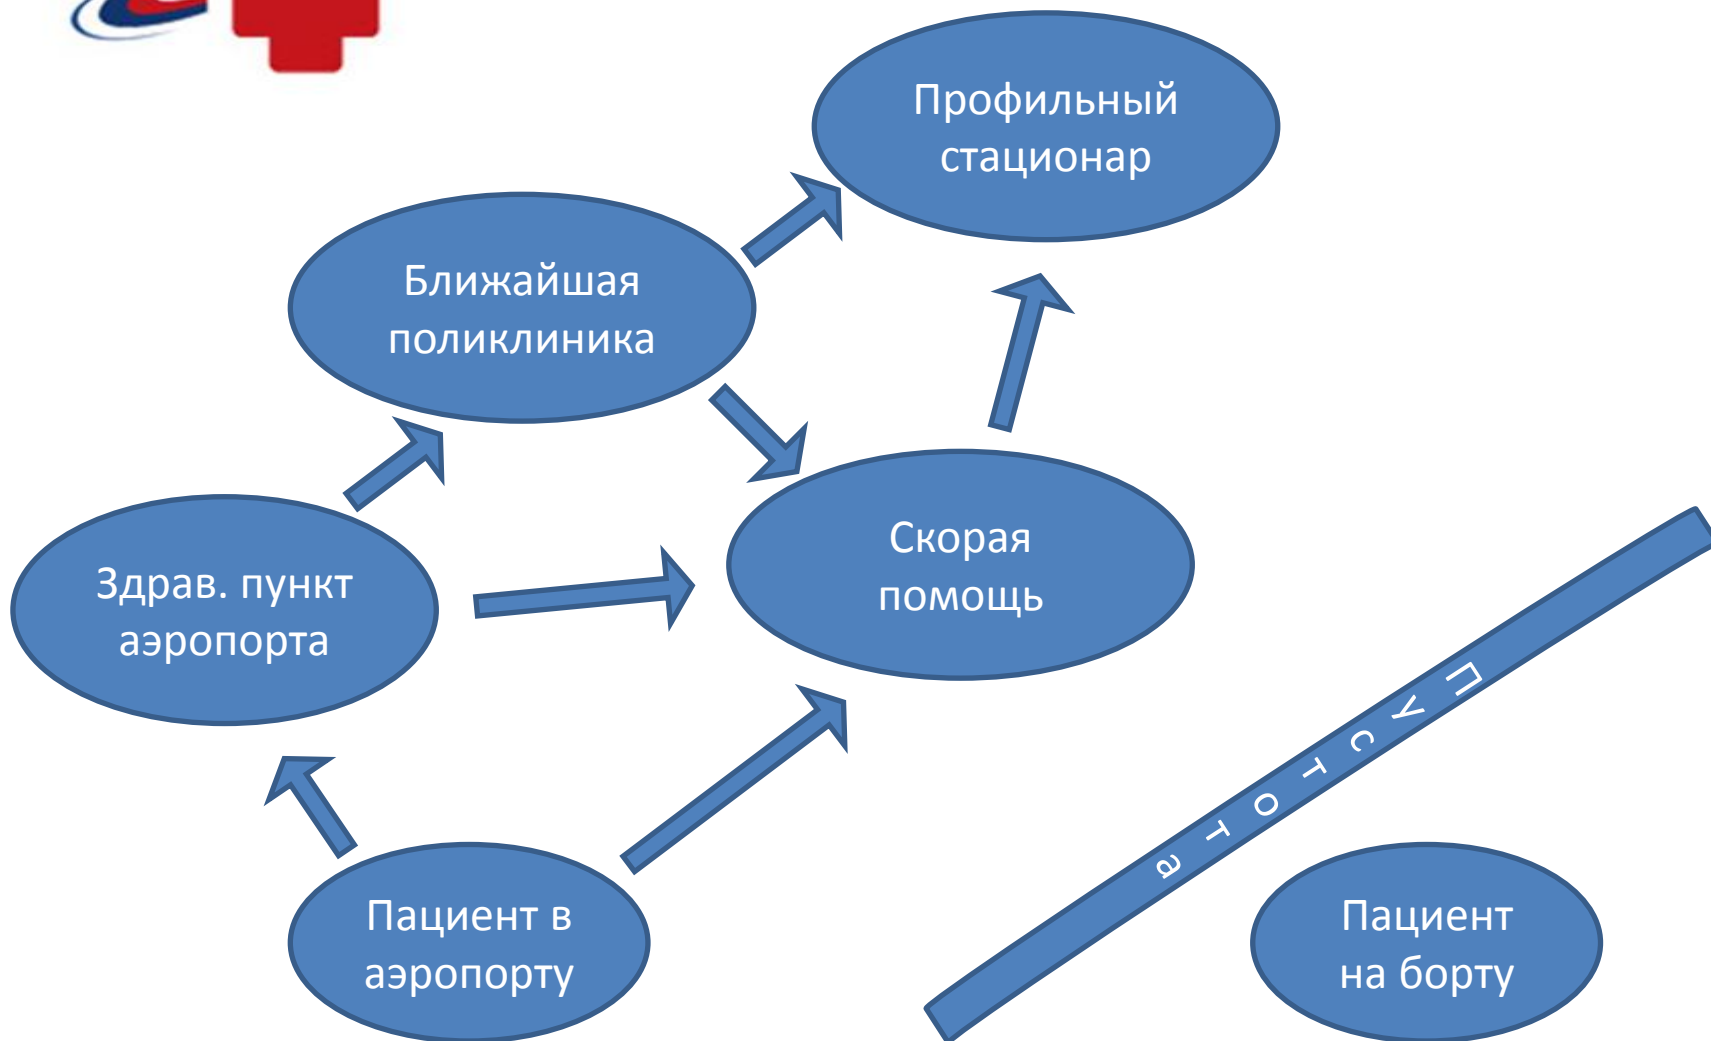 Профильный
стационар
Ближайшая
поликлиника
Скорая
помощь
Здрав. пункт
аэропорта
Пустота
Пациент в
аэропорту
Пациент
на борту